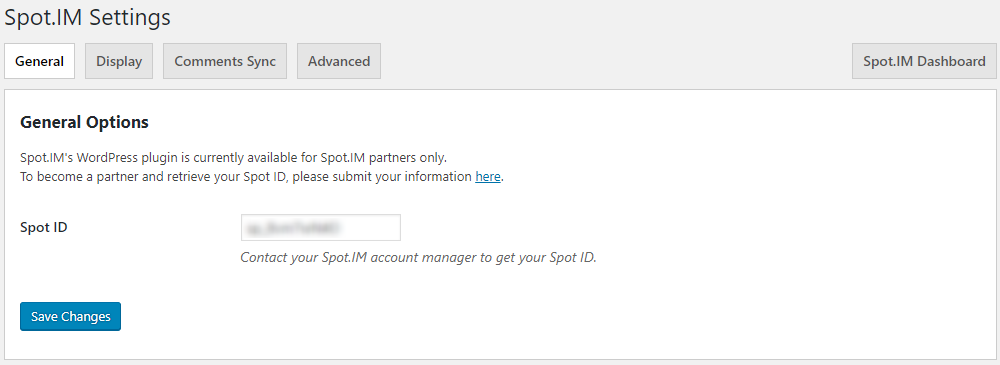 Spot.IM Settings
General Display Comments Sync Advanced Spot.IM Dashboard
General Options
Spot.IM's WordPress plugin is currently available for Spot.IM partners only.
To become a partner and retrieve your Spot ID, please submit your information here.
Spot ID
Contact your Spot.IM account manager to get your Spot ID.
Save Changes